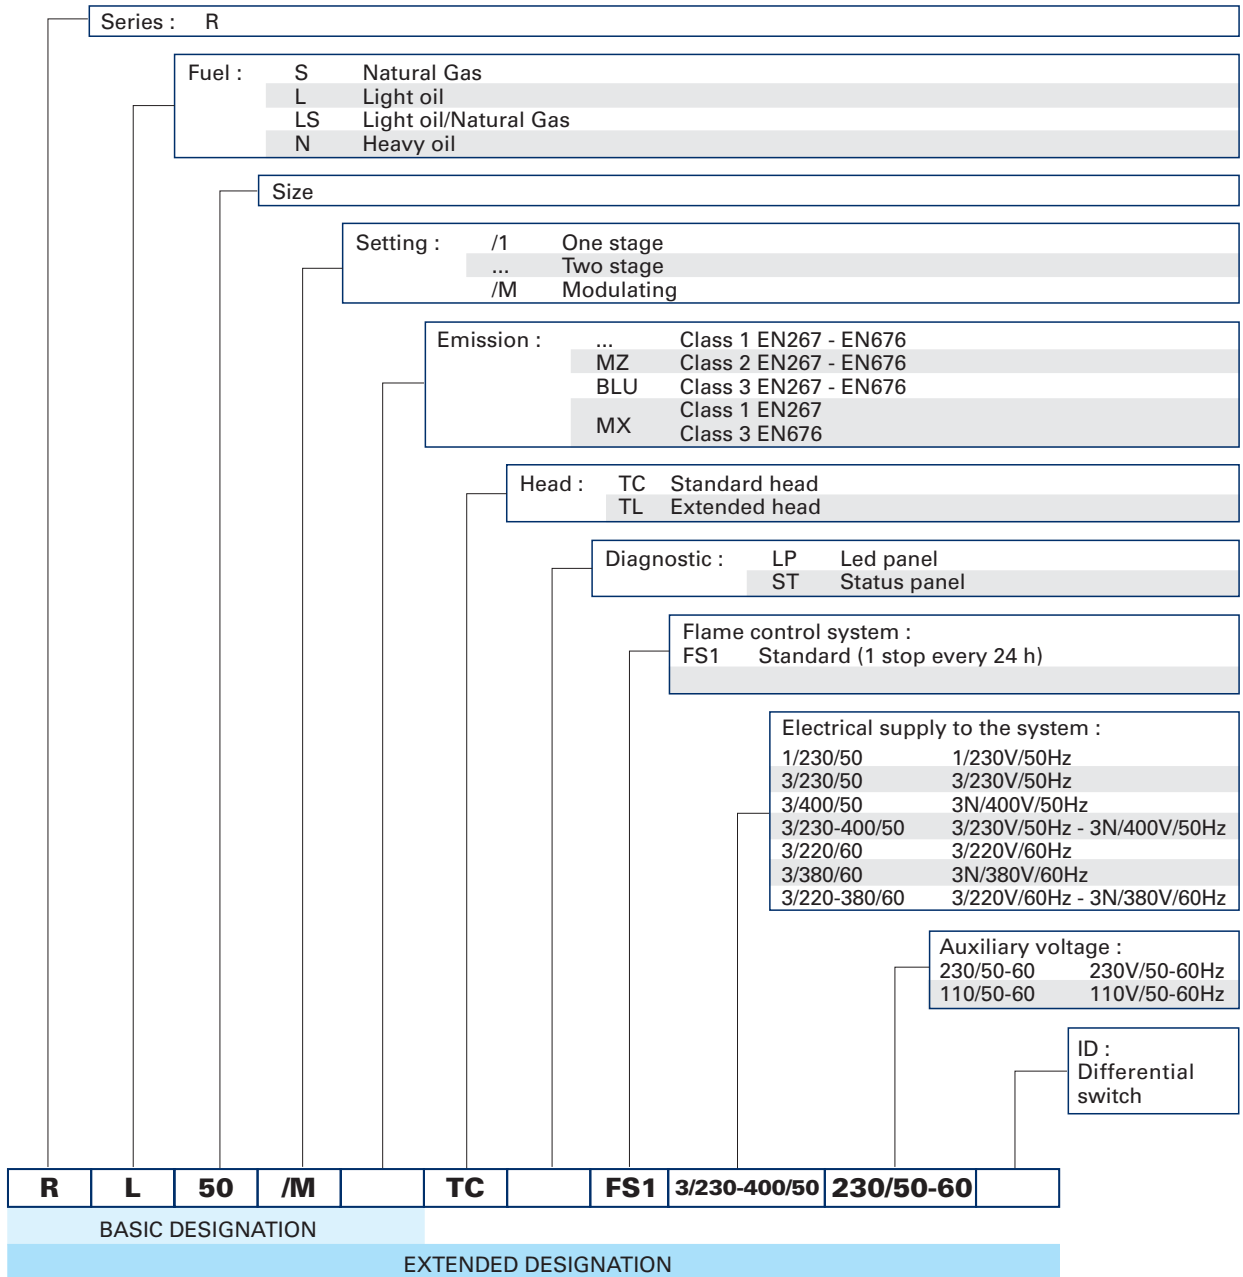 Series : R
Fuel : S Natural Gas
L Light oil
LS Light oil/Natural Gas
N Heavy oil
Size
Setting : /1 One stage
... Two stage
/M Modulating
Emission : ... Class 1 EN267 - EN676
MZ Class 2 EN267 - EN676
BLU Class 3 EN267 - EN676
MX Class 1 EN267
Class 3 EN676
Head : TC Standard head
TL Extended head
Diagnostic : LP Led panel
ST Status panel
Flame control system :
FS1 Standard (1 stop every 24 h)
Electrical supply to the system :
1/230/50 1/230V/50Hz
3/230/50 3/230V/50Hz
3/400/50 3N/400V/50Hz
3/230-400/50 3/230V/50Hz - 3N/400V/50Hz
3/220/60 3/220V/60Hz
3/380/60 3N/380V/60Hz
3/220-380/60 3/220V/60Hz - 3N/380V/60Hz
Auxiliary voltage :
230/50-60 230V/50-60Hz
110/50-60 110V/50-60Hz
ID :
Differential
switch
R L 50 /M TC FS1 3/230-400/50 230/50-60
BASIC DESIGNATION
EXTENDED DESIGNATION